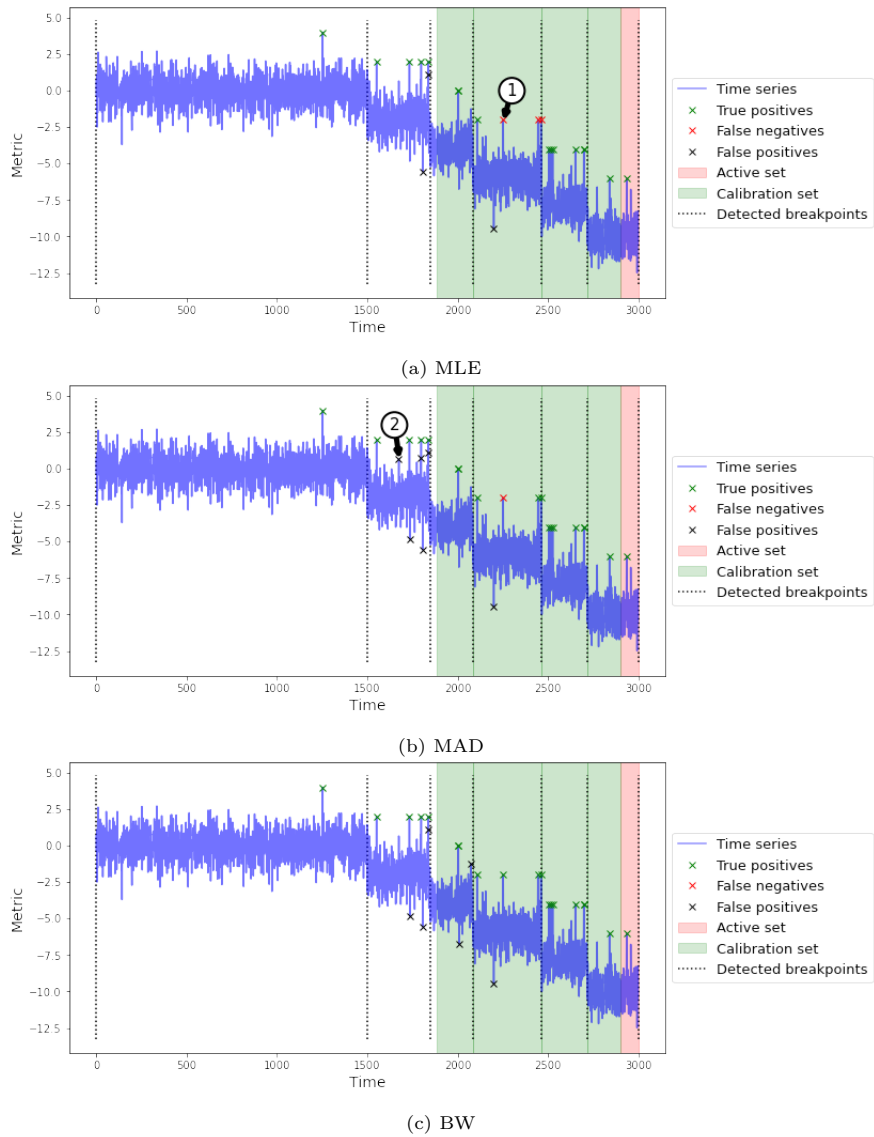 5.0
2.5
0.0
−2.5
−5.0
−7.5
−10.0
−12.5
Metric
0 500 1000 1500 2000 2500 3000
Time
1
Time series
True positives
False negatives
False positives
Active set
Calibration set
Detected breakpoints
(a) MLE
5.0
2.5
0.0
−2.5
−5.0
−7.5
−10.0
−12.5
Metric
0 500 1000 1500 2000 2500 3000
Time
2
Time series
True positives
False negatives
False positives
Active set
Calibration set
Detected breakpoints
(b) MAD
5.0
2.5
0.0
−2.5
−5.0
−7.5
−10.0
−12.5
Metric
0 500 1000 1500 2000 2500 3000
Time
Time series
True positives
False negatives
False positives
Active set
Calibration set
Detected breakpoints
(c) BW